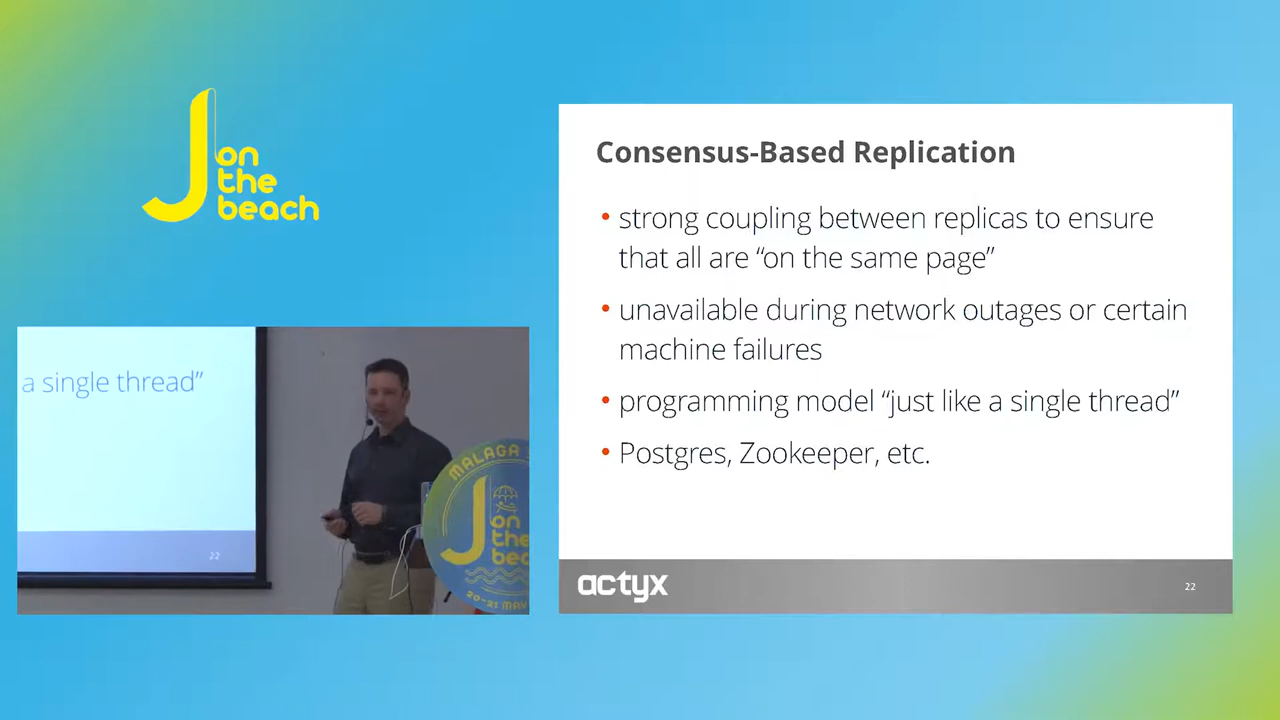 J on
the
beach
Consensus-Based Replication
• strong coupling between replicas to ensure
that all are “on the same page”
• unavailable during network outages or certain
machine failures
• programming model “just like a single thread”
• Postgres, Zookeeper, etc.
actyx
22
a single thread”
22
MALAGA
J on
the
bea
20-21 MAY